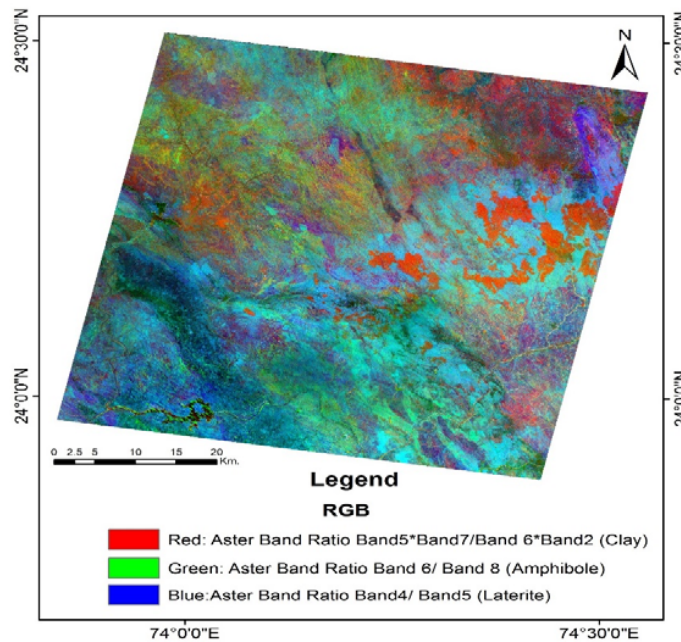 24°30'0"N
24°30'0"N
N
24°0'0"N
24°0'0"N
0 2.5 5 10 15 20
Km.
Legend
RGB
Red: Aster Band Ratio Band5*Band7/Band 6*Band2 (Clay)
Green: Aster Band Ratio Band 6/ Band 8 (Amphibole)
Blue:Aster Band Ratio Band4/ Band5 (Laterite)
74°0'0"E
74°30'0"E